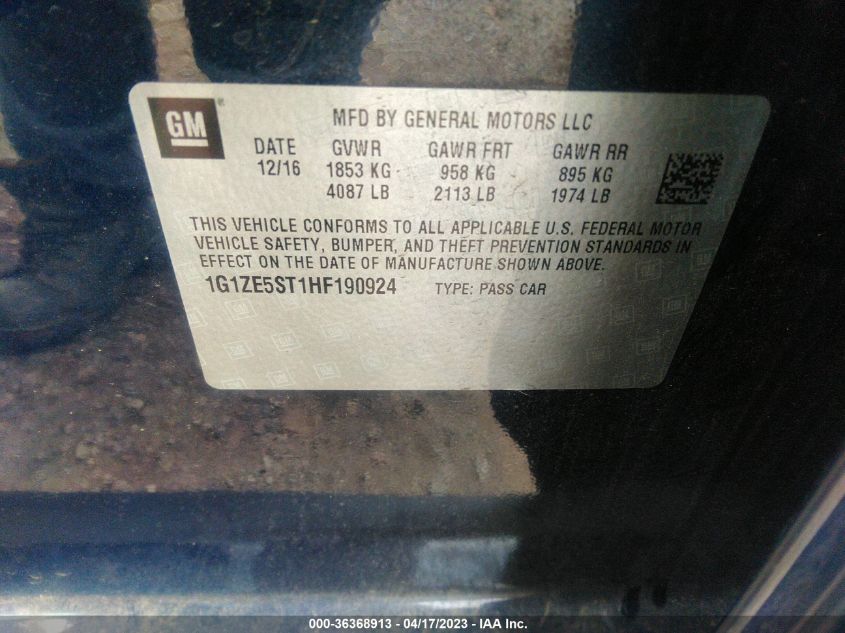 GM ®
MFD BY GENERAL MOTORS LLC
DATE GVWR GAWR FRT GAWR RR
12/16 1853 KG 958 KG 895 KG
4087 LB 2113 LB 1974 LB
THIS VEHICLE CONFORMS TO ALL APPLICABLE U.S. FEDERAL MOTOR
VEHICLE SAFETY, BUMPER, AND THEFT PREVENTION STANDARDS IN
EFFECT ON THE DATE OF MANUFACTURE SHOWN ABOVE.
1G1ZE5ST1HF190924 TYPE: PASS CAR
000-36368913 - 04/17/2023 - IAA Inc.